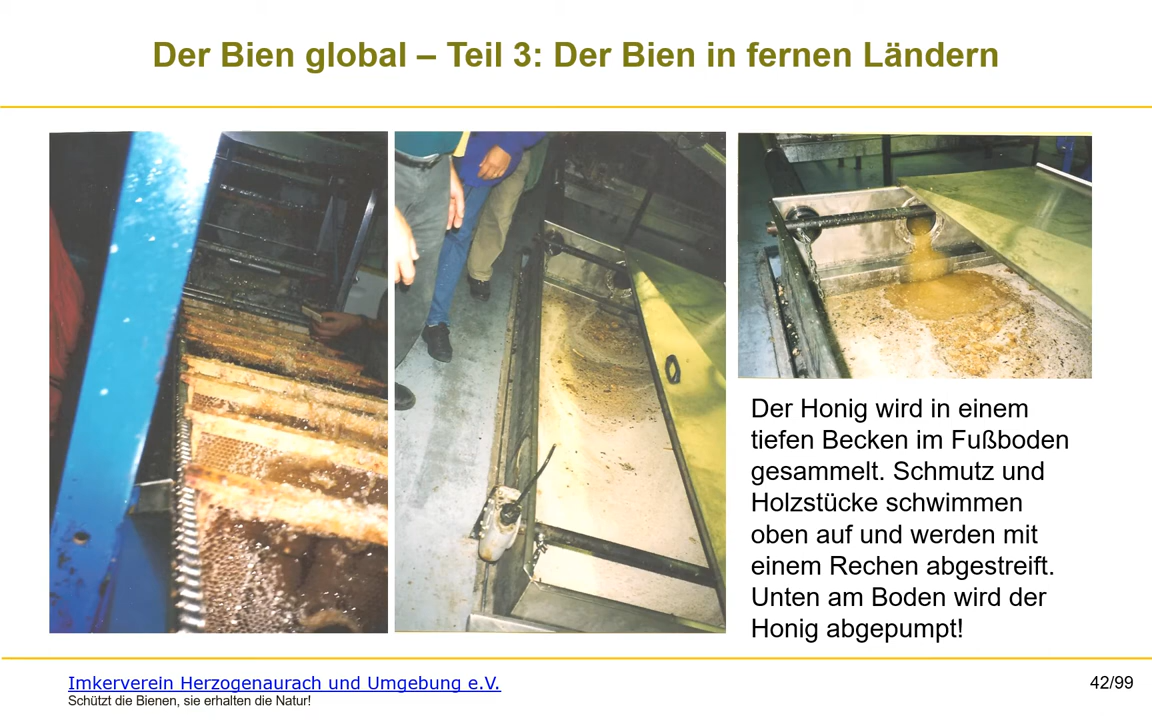 Der Bien global – Teil 3: Der Bien in fernen Ländern
Der Honig wird in einem
tiefen Becken im Fußboden
gesammelt. Schmutz und
Holzstücke schwimmen
oben auf und werden mit
einem Rechen abgestreift.
Unten am Boden wird der
Honig abgepumpt!
Imkerverein Herzogenaurach und Umgebung e.V.
Schützt die Bienen, sie erhalten die Natur!
42/99